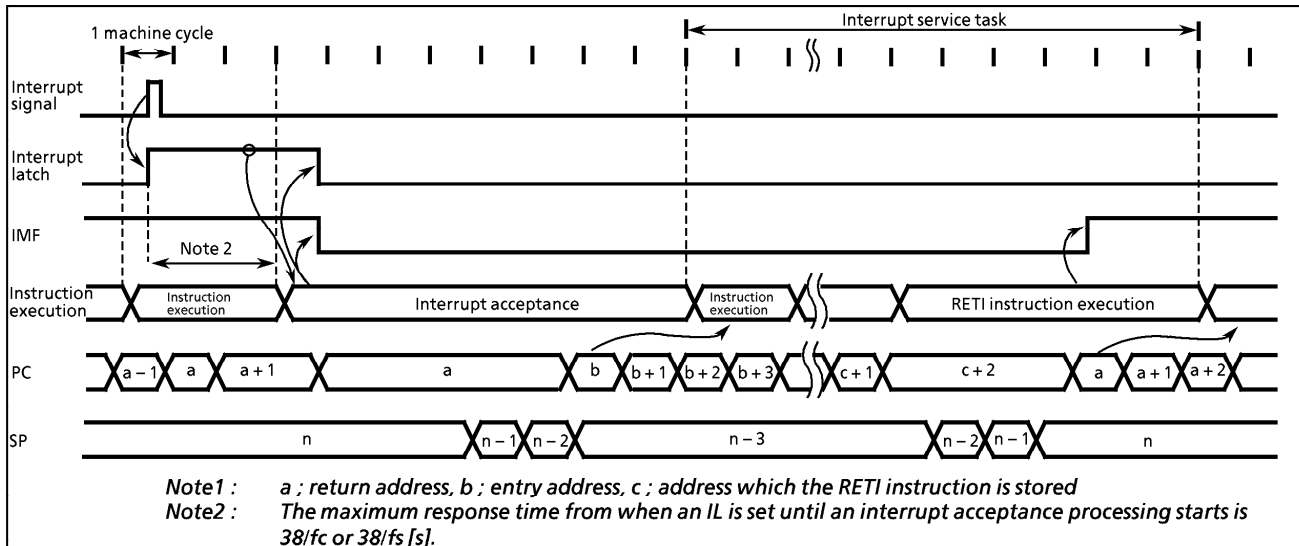 Interrupt service task
1 machine cycle
Interrupt
signal
Interrupt
latch
IMF
Note 2
Instruction
execution
Instruction
execution
Interrupt acceptance
Instruction
execution
RETI instruction execution
PC
a – 1
a
a + 1
a
b
b + 1
b + 2
b + 3
c + 1
c + 2
a
a + 1
a + 2
SP
n
n – 1
n – 2
n – 3
n – 2
n – 1
n
Note1 : a ; return address, b ; entry address, c ; address which the RETI instruction is stored
Note2 : The maximum response time from when an IL is set until an interrupt acceptance processing starts is
38/fc or 38/fs [s].